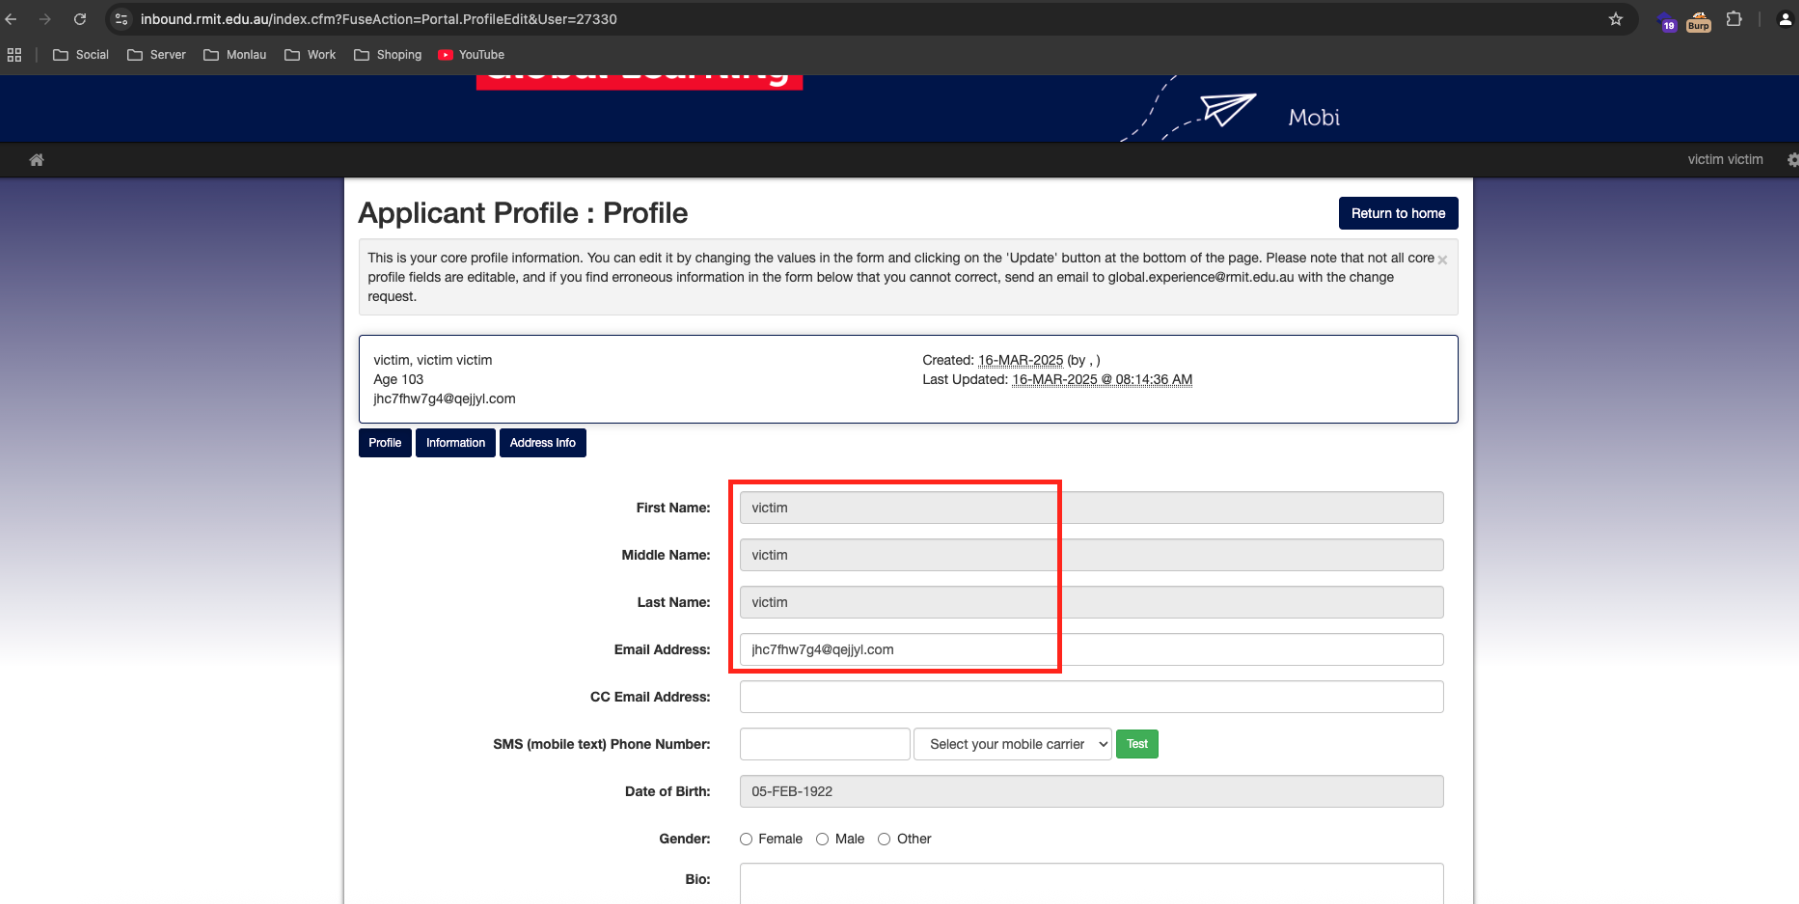 inbound.rmit.edu.au/index.cfm?FuseAction=Portal.ProfileEdit&User=27330
19
Burp
Social Server Monlau Work Shoping YouTube
Global Learning
Mobi
victim victim
Applicant Profile : Profile
Return to home
This is your core profile information. You can edit it by changing the values in the form and clicking on the 'Update' button at the bottom of the page. Please note that not all core
profile fields are editable, and if you find erroneous information in the form below that you cannot correct, send an email to global.experience@rmit.edu.au with the change
request.
×
victim, victim victim
Age 103
jhc7fhw7g4@qejjyl.com
Created: 16-MAR-2025 (by , )
Last Updated: 16-MAR-2025 @ 08:14:36 AM
Profile Information Address Info
First Name: victim
Middle Name: victim
Last Name: victim
Email Address: jhc7fhw7g4@qejjyl.com
CC Email Address:
SMS (mobile text) Phone Number: Select your mobile carrier Test
Date of Birth: 05-FEB-1922
Gender: Female Male Other
Bio: